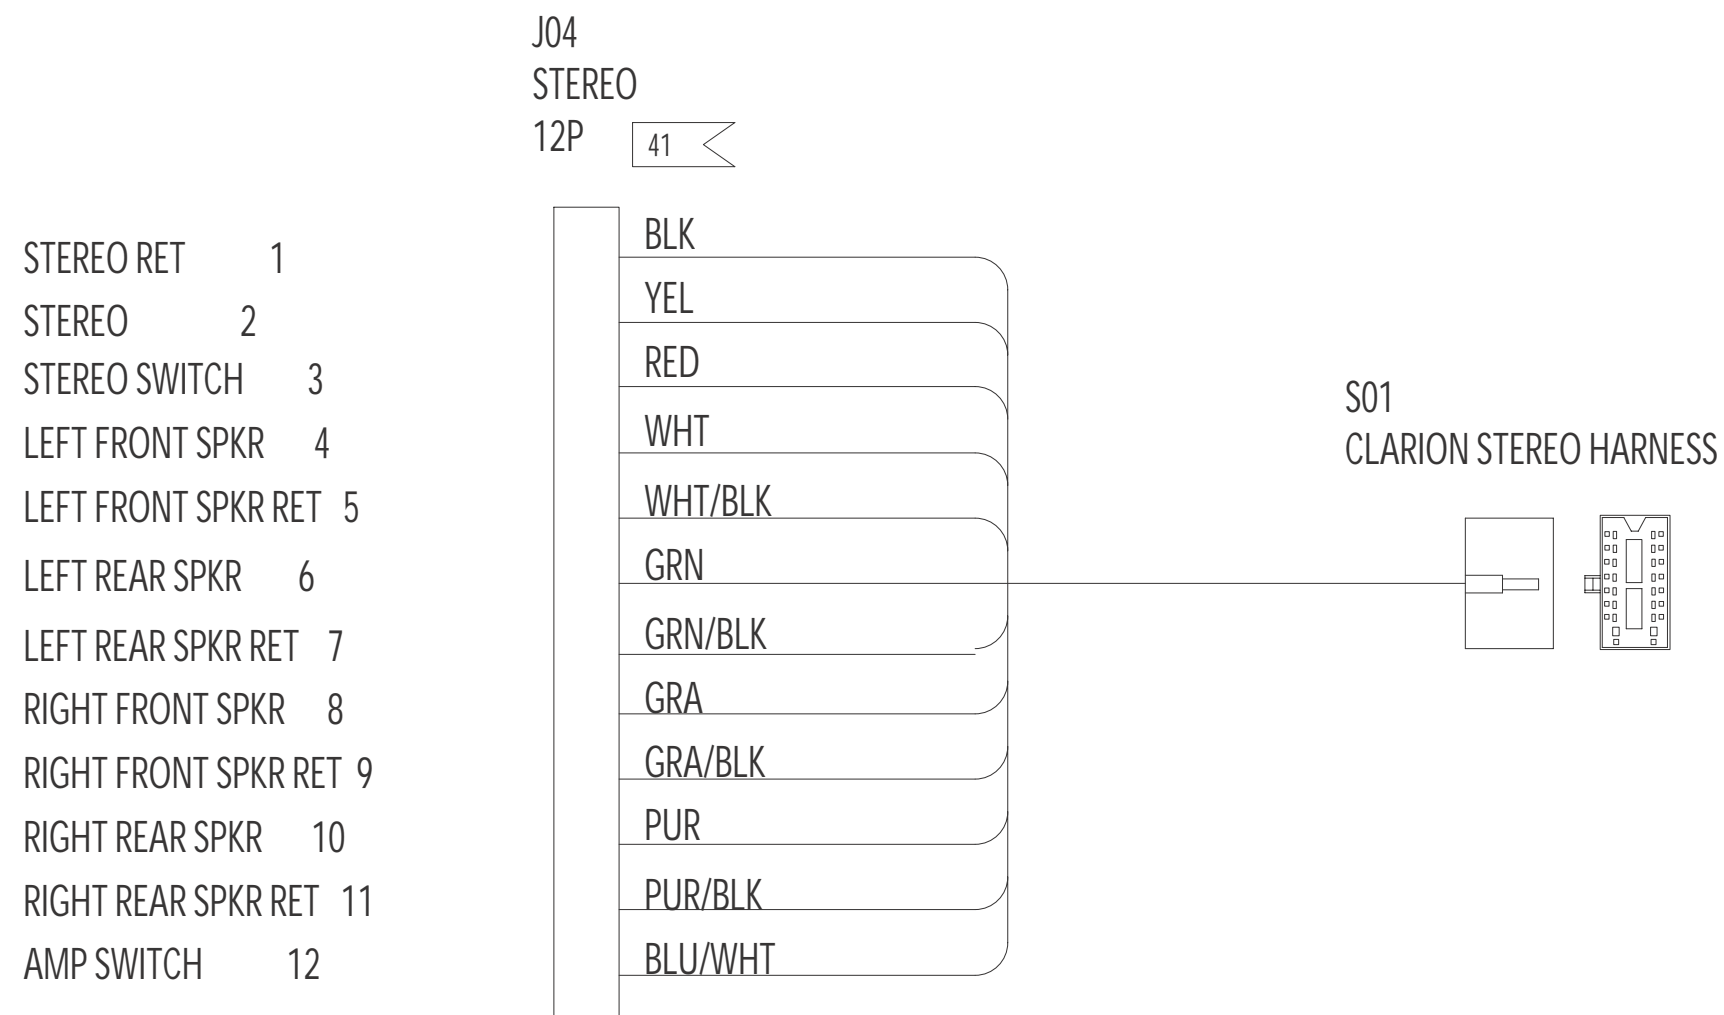 J04
STEREO
12P
41
STEREO RET 1
BLK
STEREO 2
YEL
STEREO SWITCH 3
RED
LEFT FRONT SPKR 4
WHT
LEFT FRONT SPKR RET 5
WHT/BLK
LEFT REAR SPKR 6
GRN
LEFT REAR SPKR RET 7
GRN/BLK
RIGHT FRONT SPKR 8
GRA
RIGHT FRONT SPKR RET 9
GRA/BLK
RIGHT REAR SPKR 10
PUR
RIGHT REAR SPKR RET 11
PUR/BLK
AMP SWITCH 12
BLU/WHT
S01
CLARION STEREO HARNESS